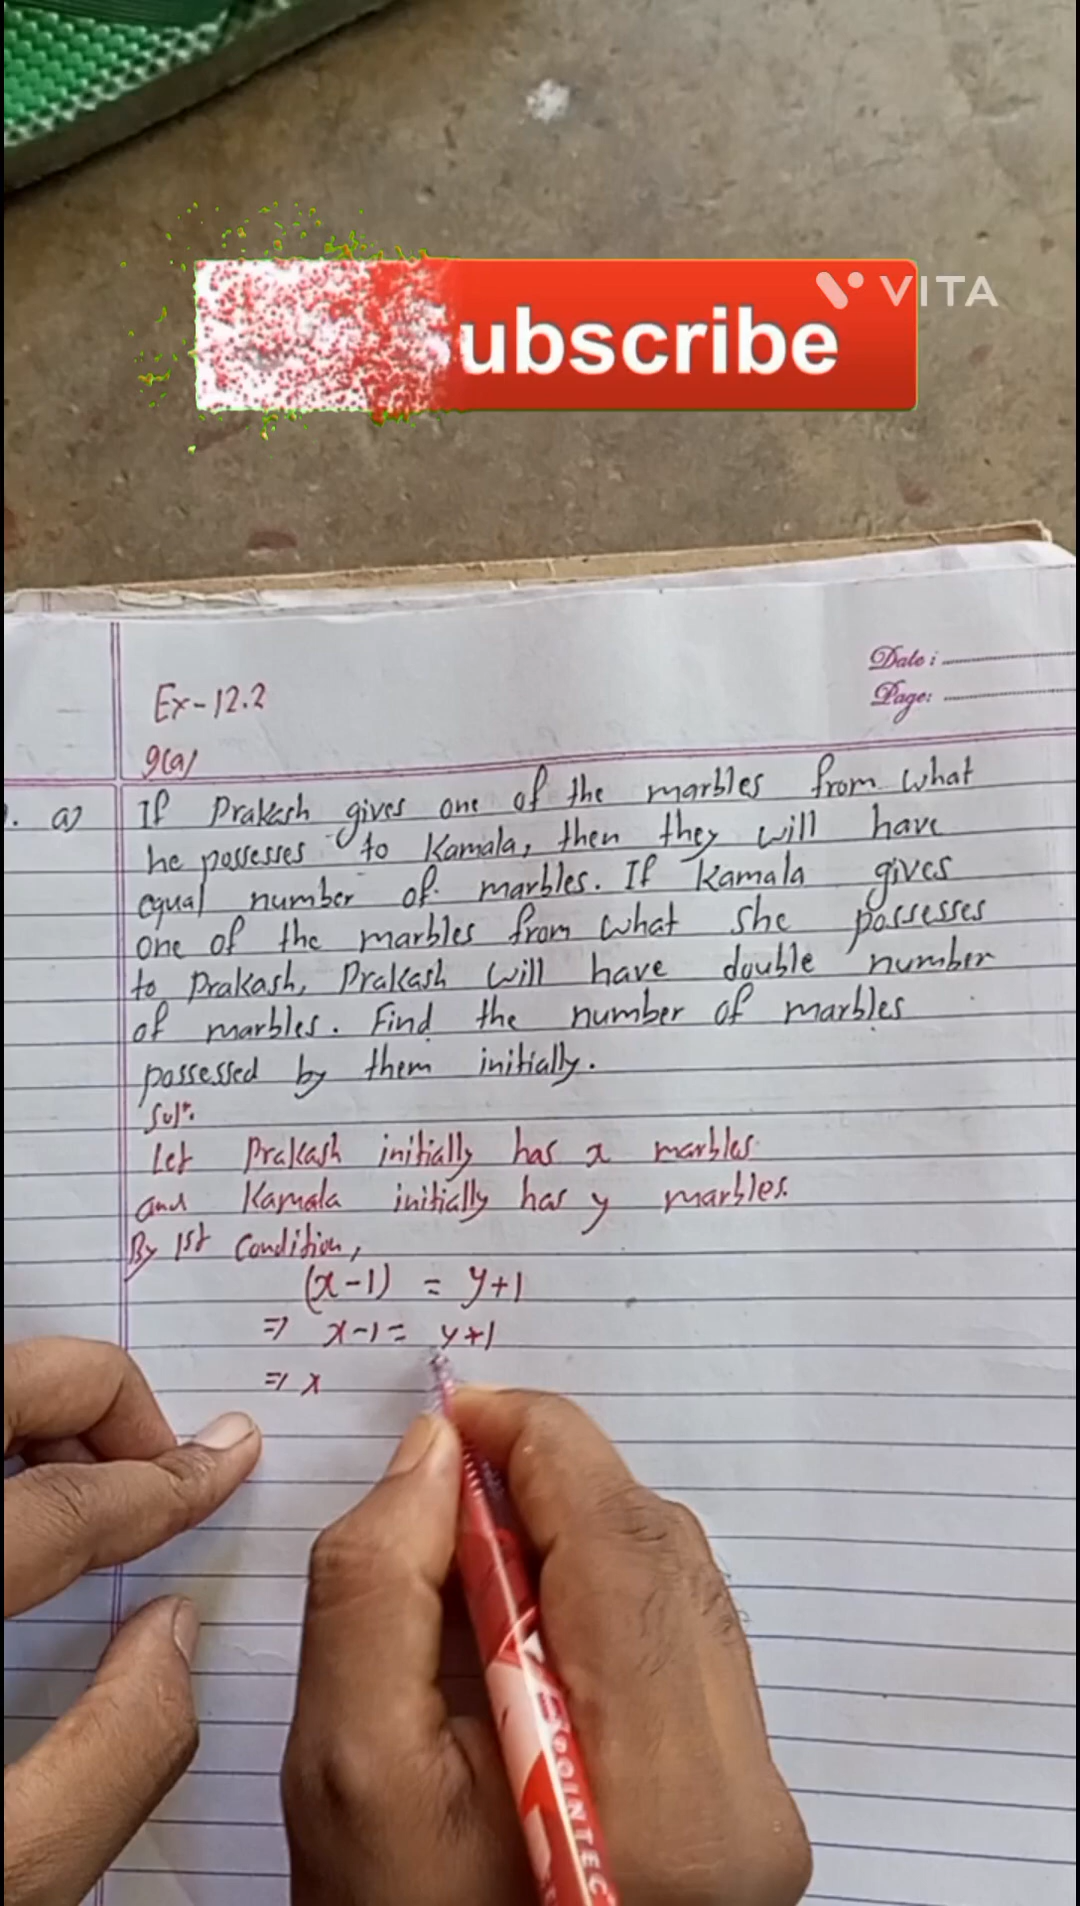 ubscribe
VITA
Date:
Page:
Ex-12.2
9(a)
a) If Prakash gives one of the marbles from what
he possesses to Kamala, then they will have
equal number of marbles. If Kamala gives
one of the marbles from what she possesses
to Prakash, Prakash will have double number
of marbles. Find the number of marbles
possessed by them initially.
Solⁿ.
Let Prakash initially has x marbles
and Kamala initially has y marbles.
By 1st Condition,
(x-1) = y+1
⇒ x-1 = y+1
⇒ x